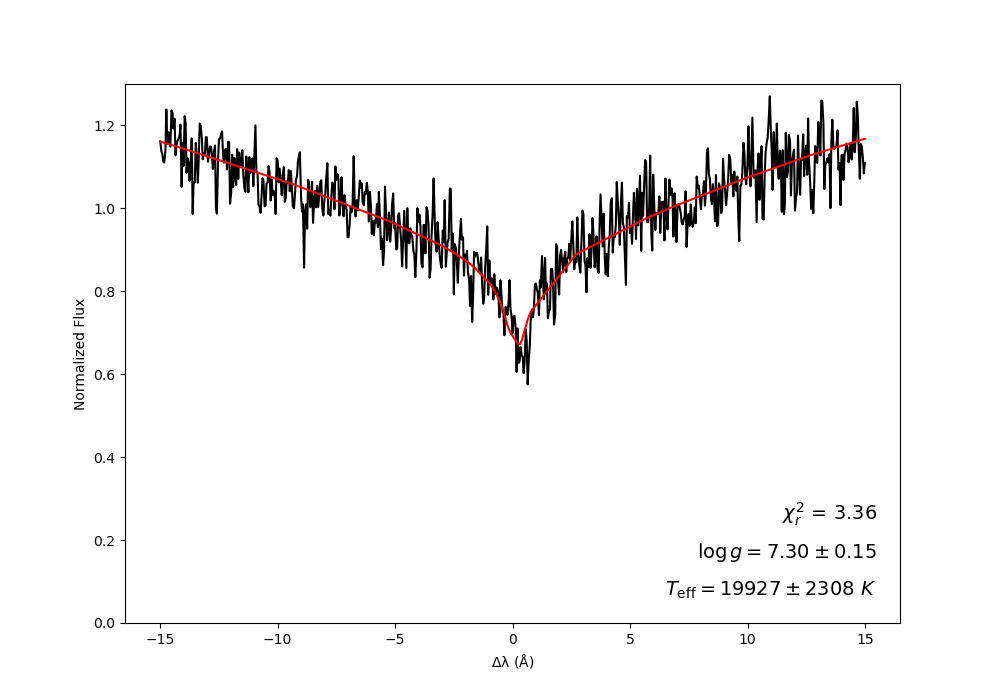 1.2
1.0
0.8
0.6
0.4
0.2
0.0
Normalized Flux
χ²ᵣ = 3.36
log g = 7.30 ± 0.15
T_eff = 19927 ± 2308 K
−15 −10 −5 0 5 10 15
Δλ (Å)